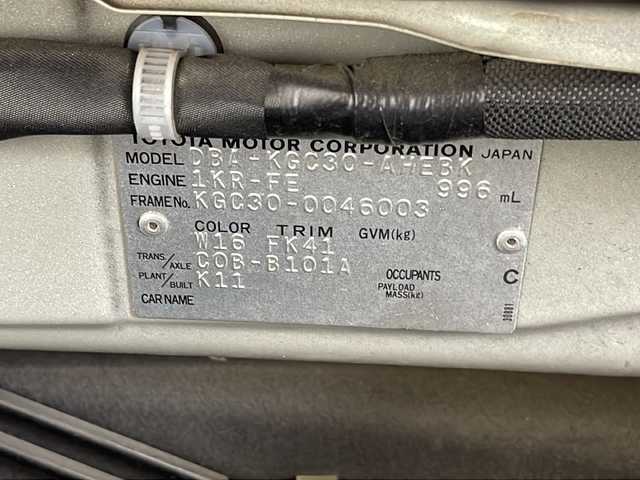 TOYOTA MOTOR CORPORATION JAPAN
MODEL DBA-KGC30-AHEBK
ENGINE 1KR-FE 996 mL
FRAME No. KGC30-0046003
COLOR TRIM GVM(kg)
W16 FK41
TRANS./AXLE C0B-B101A
PLANT/BUILT K11 OCCUPANTS C
PAYLOAD MASS(kg)
CAR NAME